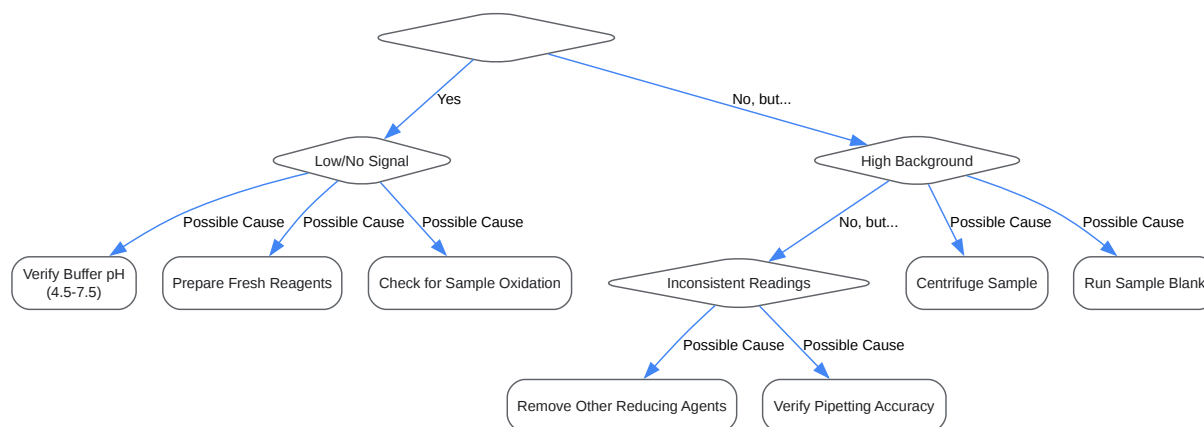 Yes
No, but...
Low/No Signal
High Background
Possible Cause
Possible Cause
Possible Cause
No, but...
Possible Cause
Possible Cause
Verify Buffer pH
(4.5-7.5)
Prepare Fresh Reagents
Check for Sample Oxidation
Inconsistent Readings
Centrifuge Sample
Run Sample Blank
Possible Cause
Possible Cause
Remove Other Reducing Agents
Verify Pipetting Accuracy